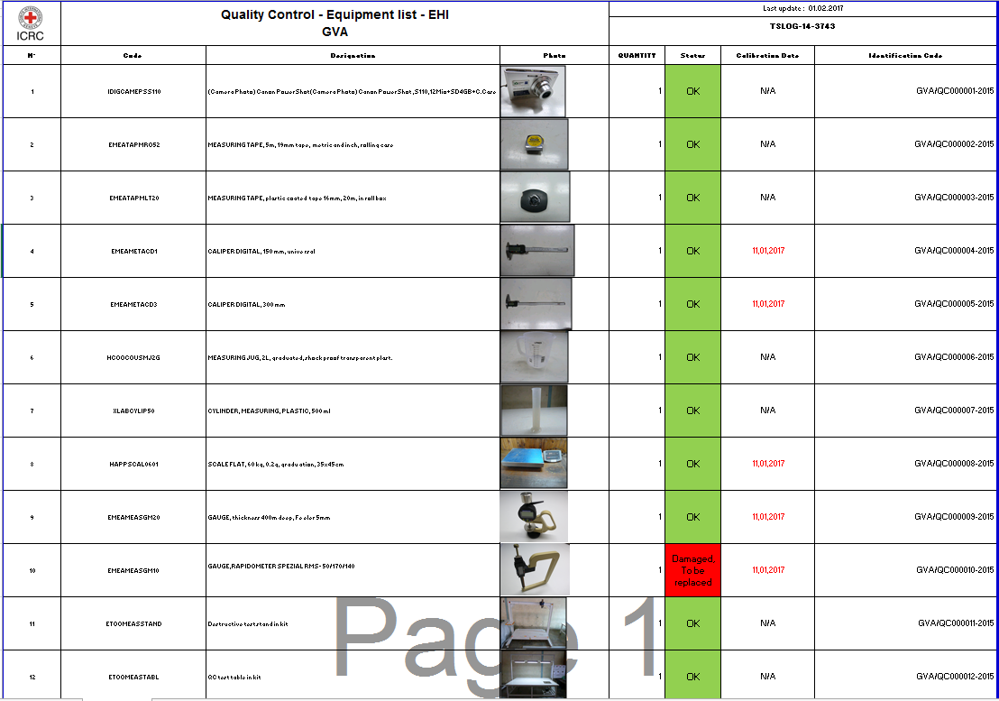 ICRC
Quality Control - Equipment list - EHI
GVA
Last update : 01.02.2017
TSLOG-14-3743
N° Code Designation Photo QUANTITY Status Calibration Date Identification Code
1 IDIGCAMEPSS110 (Camera Photo) Canon PowerShot(Camera Photo) Canon PowerShot, S110,12Mio+SD4GB+C.Case 1 OK N/A GVA/QC000001-2015
2 EMEATAPMRO52 MEASURING TAPE, 5m, 19mm tape, metric and inch, rolling case 1 OK N/A GVA/QC000002-2015
3 EMEATAPMLT20 MEASURING TAPE, plastic coated tape 16mm, 20m, in roll box 1 OK N/A GVA/QC000003-2015
4 EMEAMETACD1 CALIPER DIGITAL, 150 mm, universal 1 OK 11,01,2017 GVA/QC000004-2015
5 EMEAMETACD3 CALIPER DIGITAL, 300 mm 1 OK 11,01,2017 GVA/QC000005-2015
6 HCOOCOUSMJ2G MEASURING JUG, 2L, graduated, shock proof transparent plast. 1 OK N/A GVA/QC000006-2015
7 XLABCYLIP50 CYLINDER, MEASURING, PLASTIC, 500 ml 1 OK N/A GVA/QC000007-2015
8 HAPPSCAL0601 SCALE FLAT, 60 kg, 0.2g, graduation, 35x45cm 1 OK 11,01,2017 GVA/QC000008-2015
9 EMEAMEASGM20 GAUGE, thickness 400m deep, Feeler 5mm 1 OK 11,01,2017 GVA/QC000009-2015
10 EMEAMEASGM10 GAUGE,RAPIDOMETER SPEZIAL RMS- 50/170/140 1 Damaged, To be replaced 11,01,2017 GVA/QC000010-2015
11 ETOOMEASSTAND Destructive test stand in kit 1 OK N/A GVA/QC000011-2015
12 ETOOMEASTABL QC test table in kit 1 OK N/A GVA/QC000012-2015
Page 1